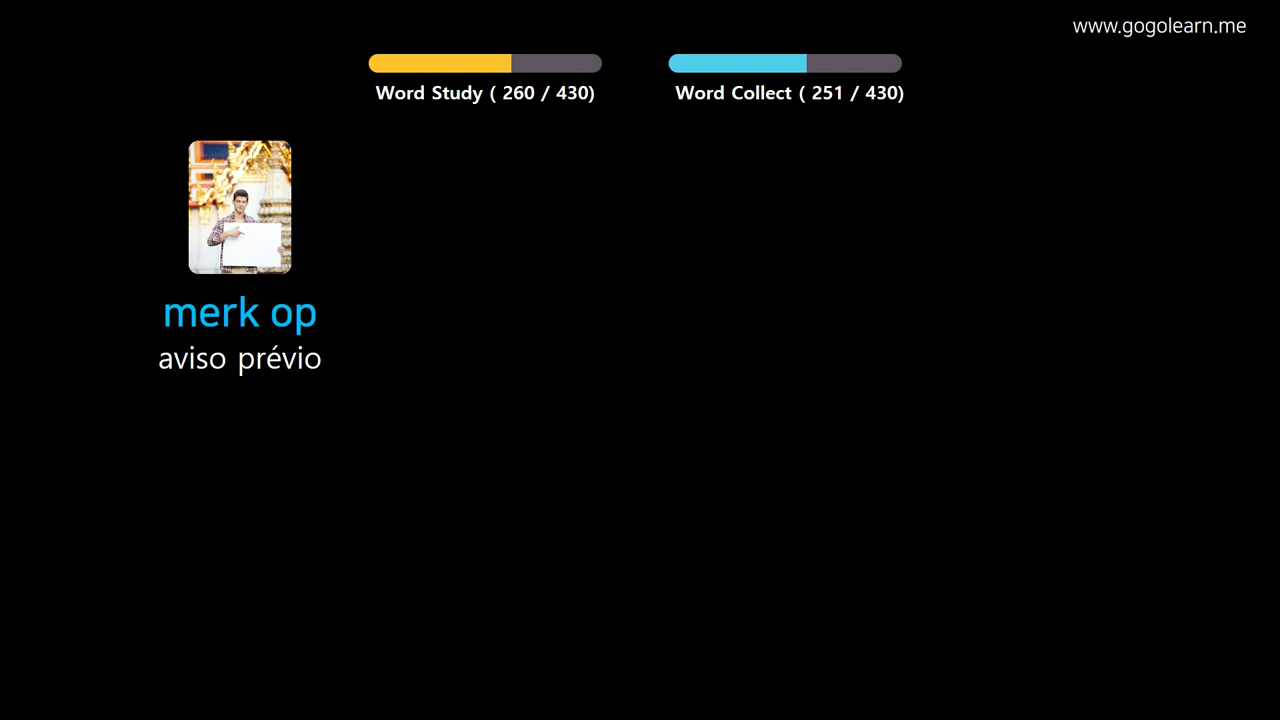 www.gogolearn.me
Word Study ( 260 / 430)
Word Collect ( 251 / 430)
merk op
aviso prévio